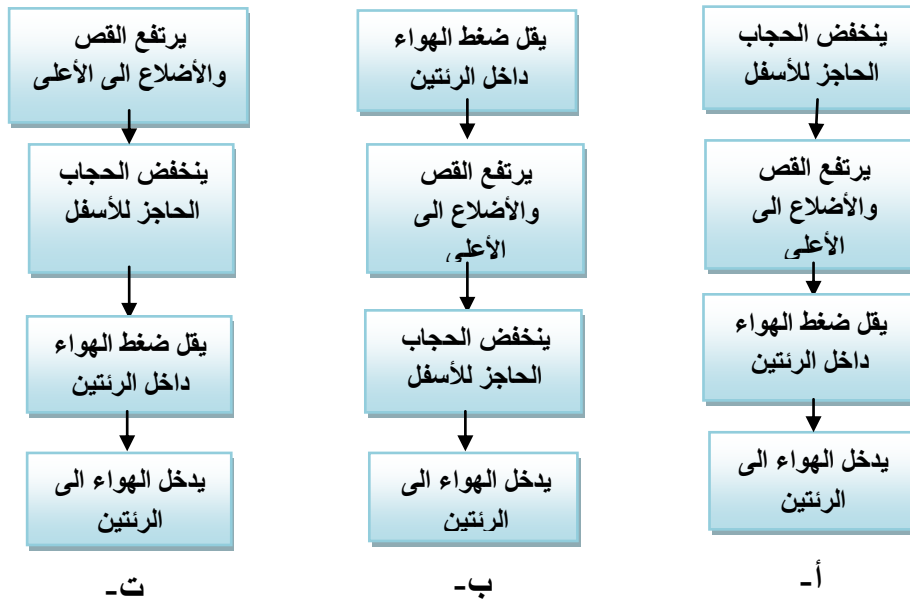 ينخفض الحجاب
الحاجز للأسفل
يرتفع القص
والأضلاع الى
الأعلى
يقل ضغط الهواء
داخل الرئتين
يدخل الهواء الى
الرئتين
أ-
يقل ضغط الهواء
داخل الرئتين
يرتفع القص
والأضلاع الى
الأعلى
ينخفض الحجاب
الحاجز للأسفل
يدخل الهواء الى
الرئتين
ب-
يرتفع القص
والأضلاع الى الأعلى
ينخفض الحجاب
الحاجز للأسفل
يقل ضغط الهواء
داخل الرئتين
يدخل الهواء الى
الرئتين
ت-